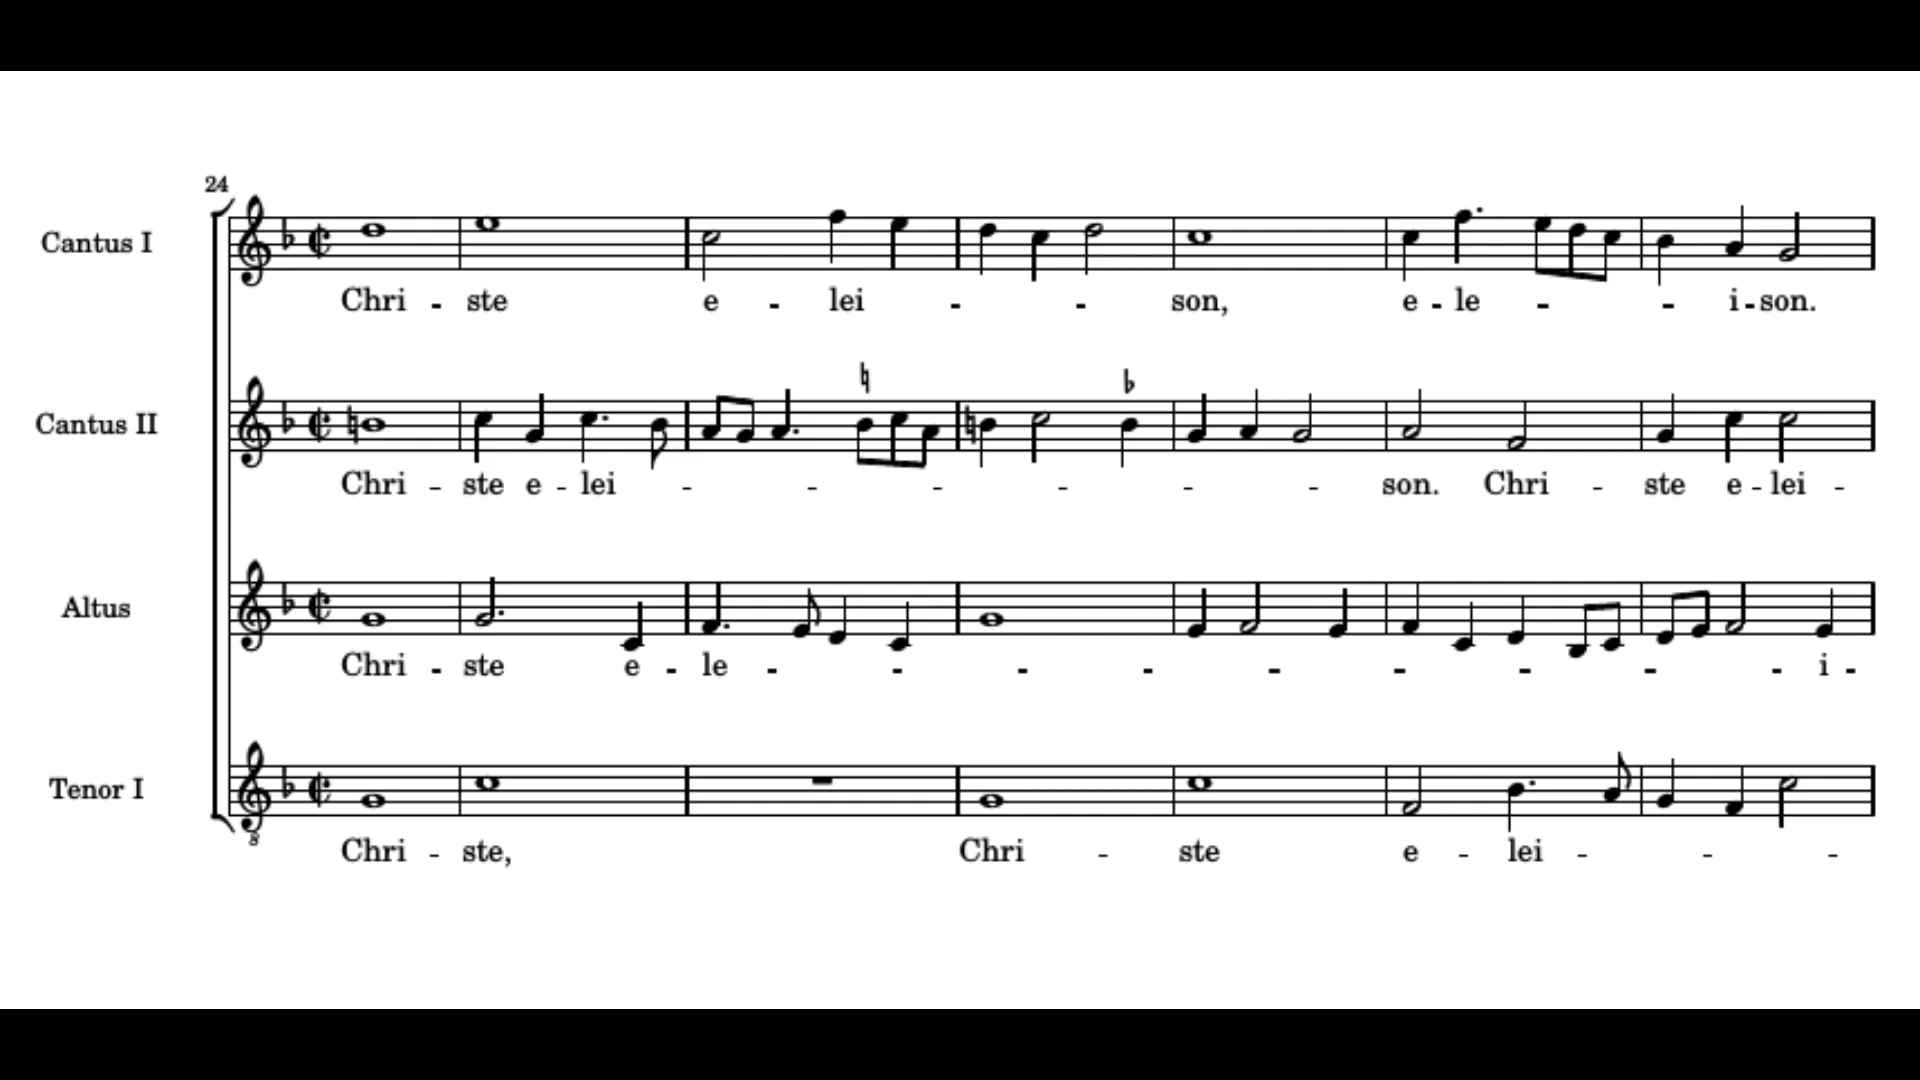 24
Cantus I
Chri - ste e - lei - - son, e - le - - i - son.
Cantus II
Chri - ste e - lei - - - - - - son. Chri - ste e - lei -
Altus
Chri - ste e - le - - - - - - - - - i -
Tenor I
8
Chri - ste, Chri - ste e - lei - - -